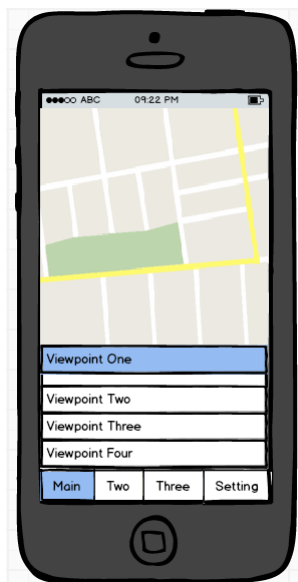 ABC 09:22 PM
Viewpoint One
Viewpoint Two
Viewpoint Three
Viewpoint Four
Main Two Three Setting